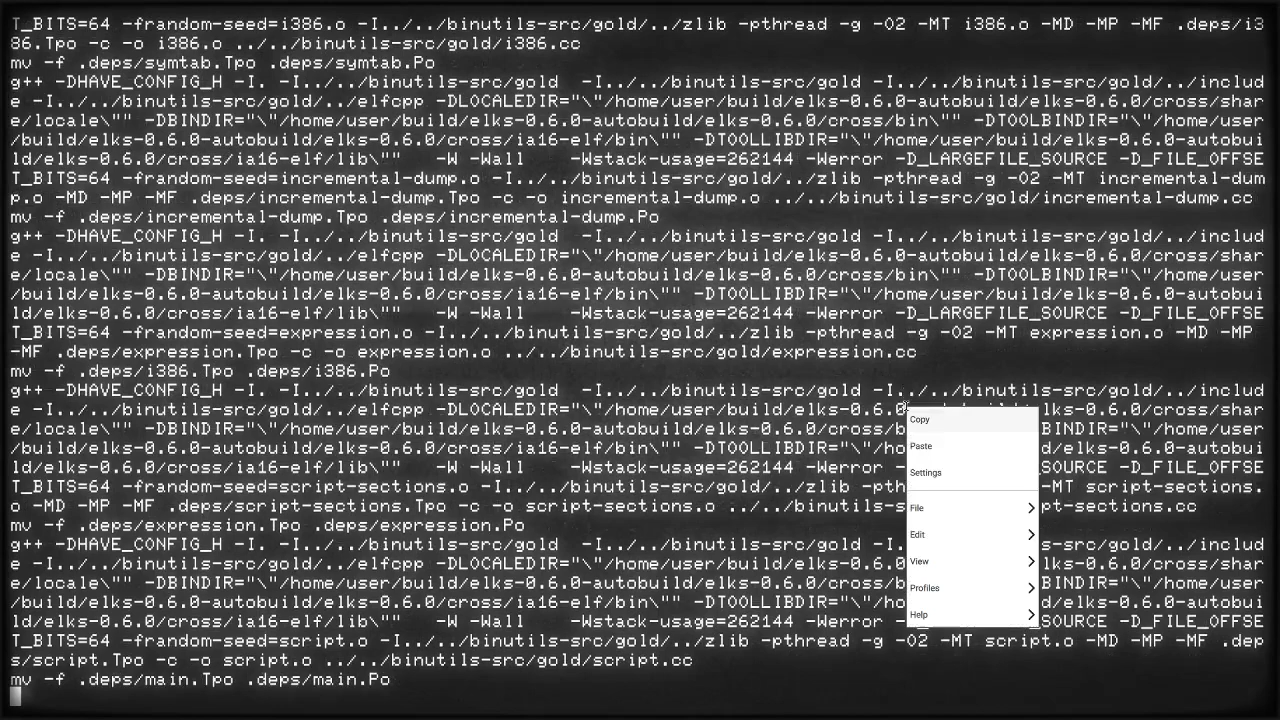 T_BITS=64 -frandom-seed=i386.o -I../../binutils-src/gold/../zlib -pthread -g -O2 -MT i386.o -MD -MP -MF .deps/i3
86.Tpo -c -o i386.o ../../binutils-src/gold/i386.cc
mv -f .deps/symtab.Tpo .deps/symtab.Po
g++ -DHAVE_CONFIG_H -I. -I../../binutils-src/gold  -I../../binutils-src/gold -I../../binutils-src/gold/../includ
e -I../../binutils-src/gold/../elfcpp -DLOCALEDIR="\"/home/user/build/elks-0.6.0-autobuild/elks-0.6.0/cross/shar
e/locale\"" -DBINDIR="\"/home/user/build/elks-0.6.0-autobuild/elks-0.6.0/cross/bin\"" -DTOOLBINDIR="\"/home/user
/build/elks-0.6.0-autobuild/elks-0.6.0/cross/ia16-elf/bin\"" -DTOOLLIBDIR="\"/home/user/build/elks-0.6.0-autobui
ld/elks-0.6.0/cross/ia16-elf/lib\""   -W -Wall    -Wstack-usage=262144 -Werror -D_LARGEFILE_SOURCE -D_FILE_OFFSE
T_BITS=64 -frandom-seed=incremental-dump.o -I../../binutils-src/gold/../zlib -pthread -g -O2 -MT incremental-dum
p.o -MD -MP -MF .deps/incremental-dump.Tpo -c -o incremental-dump.o ../../binutils-src/gold/incremental-dump.cc
mv -f .deps/incremental-dump.Tpo .deps/incremental-dump.Po
g++ -DHAVE_CONFIG_H -I. -I../../binutils-src/gold  -I../../binutils-src/gold -I../../binutils-src/gold/../includ
e -I../../binutils-src/gold/../elfcpp -DLOCALEDIR="\"/home/user/build/elks-0.6.0-autobuild/elks-0.6.0/cross/shar
e/locale\"" -DBINDIR="\"/home/user/build/elks-0.6.0-autobuild/elks-0.6.0/cross/bin\"" -DTOOLBINDIR="\"/home/user
/build/elks-0.6.0-autobuild/elks-0.6.0/cross/ia16-elf/bin\"" -DTOOLLIBDIR="\"/home/user/build/elks-0.6.0-autobui
ld/elks-0.6.0/cross/ia16-elf/lib\""   -W -Wall    -Wstack-usage=262144 -Werror -D_LARGEFILE_SOURCE -D_FILE_OFFSE
T_BITS=64 -frandom-seed=expression.o -I../../binutils-src/gold/../zlib -pthread -g -O2 -MT expression.o -MD -MP 
-MF .deps/expression.Tpo -c -o expression.o ../../binutils-src/gold/expression.cc
mv -f .deps/i386.Tpo .deps/i386.Po
g++ -DHAVE_CONFIG_H -I. -I../../binutils-src/gold  -I../../binutils-src/gold -I../../binutils-src/gold/../includ
e -I../../binutils-src/gold/../elfcpp -DLOCALEDIR="\"/home/user/build/elks-0.6.0 lks-0.6.0/cross/shar
e/locale\"" -DBINDIR="\"/home/user/build/elks-0.6.0-autobuild/elks-0.6.0/cross/b BINDIR="\"/home/user
/build/elks-0.6.0-autobuild/elks-0.6.0/cross/ia16-elf/bin\"" -DTOOLLIBDIR="\"/ho d/elks-0.6.0-autobui
ld/elks-0.6.0/cross/ia16-elf/lib\""   -W -Wall    -Wstack-usage=262144 -Werror - SOURCE -D_FILE_OFFSE
T_BITS=64 -frandom-seed=script-sections.o -I../../binutils-src/gold/../zlib -pth -MT script-sections.
o -MD -MP -MF .deps/script-sections.Tpo -c -o script-sections.o ../../binutils-s pt-sections.cc
mv -f .deps/expression.Tpo .deps/expression.Po
g++ -DHAVE_CONFIG_H -I. -I../../binutils-src/gold  -I../../binutils-src/gold -I. s-src/gold/../includ
e -I../../binutils-src/gold/../elfcpp -DLOCALEDIR="\"/home/user/build/elks-0.6.0 lks-0.6.0/cross/shar
e/locale\"" -DBINDIR="\"/home/user/build/elks-0.6.0-autobuild/elks-0.6.0/cross/b BINDIR="\"/home/user
/build/elks-0.6.0-autobuild/elks-0.6.0/cross/ia16-elf/bin\"" -DTOOLLIBDIR="\"/ho d/elks-0.6.0-autobui
ld/elks-0.6.0/cross/ia16-elf/lib\""   -W -Wall    -Wstack-usage=262144 -Werror -D_LARGEFILE_SOURCE -D_FILE_OFFSE
T_BITS=64 -frandom-seed=script.o -I../../binutils-src/gold/../zlib -pthread -g -O2 -MT script.o -MD -MP -MF .dep
s/script.Tpo -c -o script.o ../../binutils-src/gold/script.cc
mv -f .deps/main.Tpo .deps/main.Po
Copy
Paste
Settings
File
Edit
View
Profiles
Help